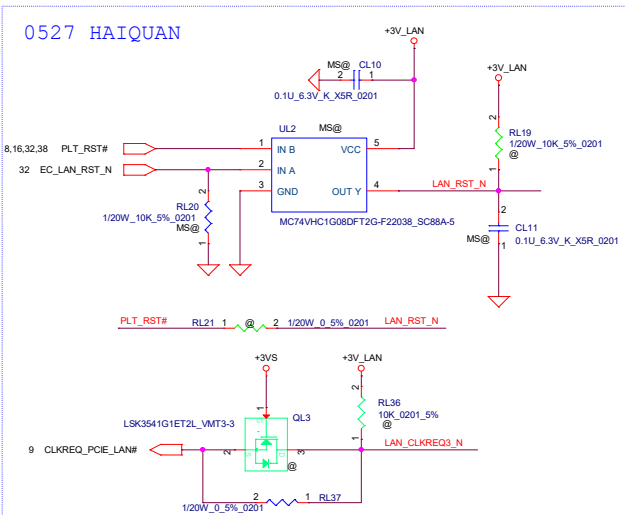 0527 HAIQUAN
+3V_LAN
MS@ CL10
2 1
0.1U_6.3V_K_X5R_0201
+3V_LAN
UL2 MS@
2
RL19
1/20W_10K_5%_0201
@
1
8,16,32,38 PLT_RST# 1 IN B VCC 5
32 EC_LAN_RST_N 2 IN A
3 GND OUT Y 4 LAN_RST_N
MC74VHC1G08DFT2G-F22038_SC88A-5
2
RL20
1/20W_10K_5%_0201
MS@
1
2
CL11
MS@
0.1U_6.3V_K_X5R_0201
1
PLT_RST# RL21 1 @ 2 1/20W_0_5%_0201 LAN_RST_N
+3VS
+3V_LAN
1
2
RL36
10K_0201_5%
@
1
LSK3541G1ET2L_VMT3-3 QL3
G
9 CLKREQ_PCIE_LAN# 2 S D 3 LAN_CLKREQ3_N
@
2 1 RL37
1/20W_0_5%_0201